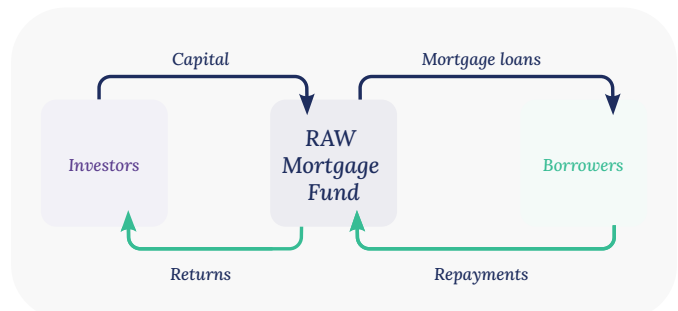 Capital
Mortgage loans
Investors
RAW
Mortgage
Fund
Borrowers
Returns
Repayments